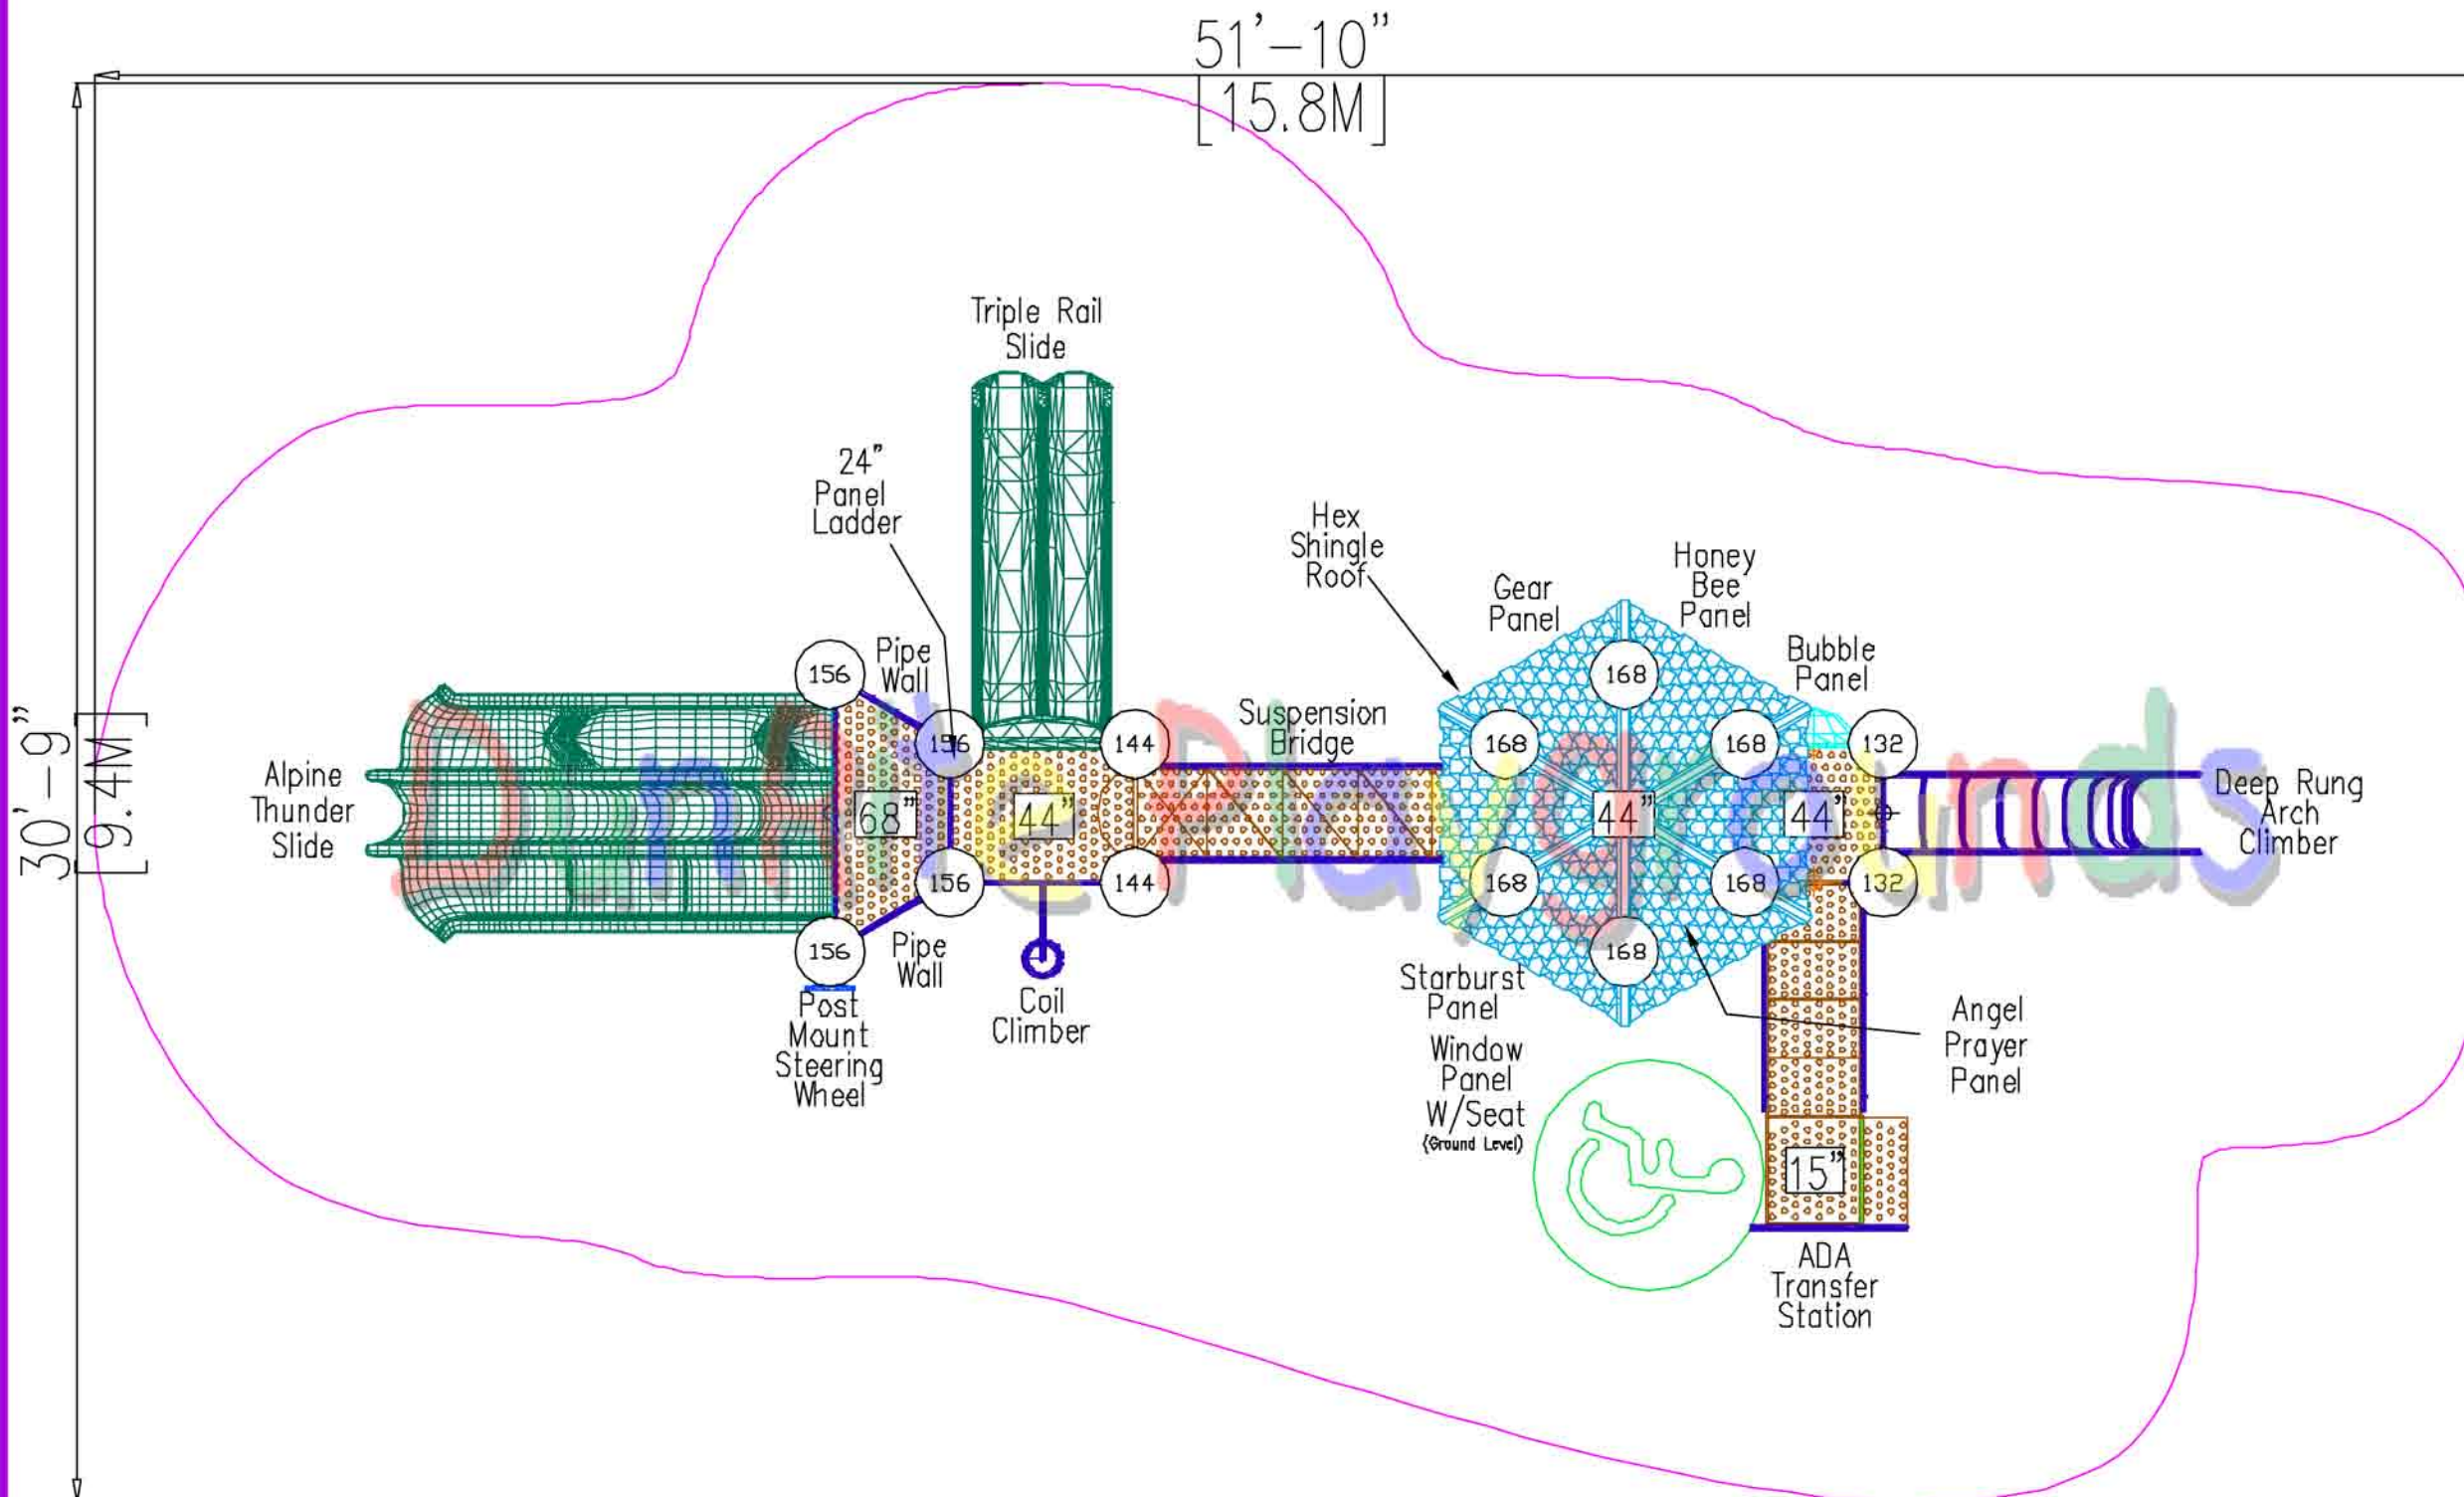 51'-10"
[15.8M]
30'-9"
[9.4M]
Triple Rail
Slide
24"
Panel
Ladder
Hex
Shingle
Roof
Gear
Panel
Honey
Bee
Panel
Bubble
Panel
Pipe
Wall
Suspension
Bridge
156
156
144
168
168
168
132
Alpine
Thunder
Slide
68"
44"
44"
44"
Deep Rung
Arch
Climber
DunRite Playgrounds
156
156
144
168
168
168
132
Pipe
Wall
Post
Mount
Steering
Wheel
Coil
Climber
Starburst
Panel
Window
Panel
W/Seat
(Ground Level)
Angel
Prayer
Panel
15"
ADA
Transfer
Station